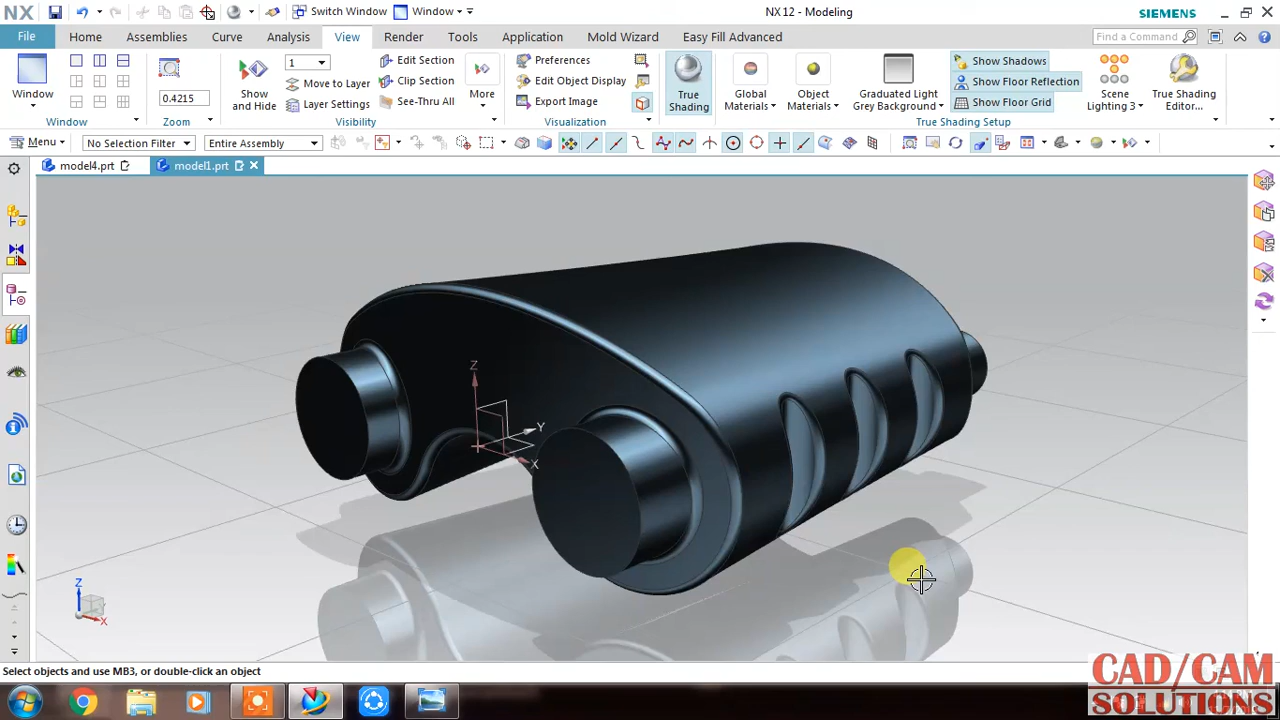 NX Switch Window Window NX 12 - Modeling SIEMENS
File Home Assemblies Curve Analysis View Render Tools Application Mold Wizard Easy Fill Advanced Find a Command
Window
0.4215
Window
Zoom
Show and Hide
1
Move to Layer
Layer Settings
Edit Section
Clip Section
See-Thru All
More
Visibility
Preferences
Edit Object Display
Export Image
Visualization
True Shading
Global Materials
Object Materials
Graduated Light Grey Background
Show Shadows
Show Floor Reflection
Show Floor Grid
Scene Lighting 3
True Shading Editor...
True Shading Setup
Menu No Selection Filter Entire Assembly
model4.prt model1.prt
Z
Y
X
Z
X
Select objects and use MB3, or double-click an object
CAD/CAM
SOLUTIONS